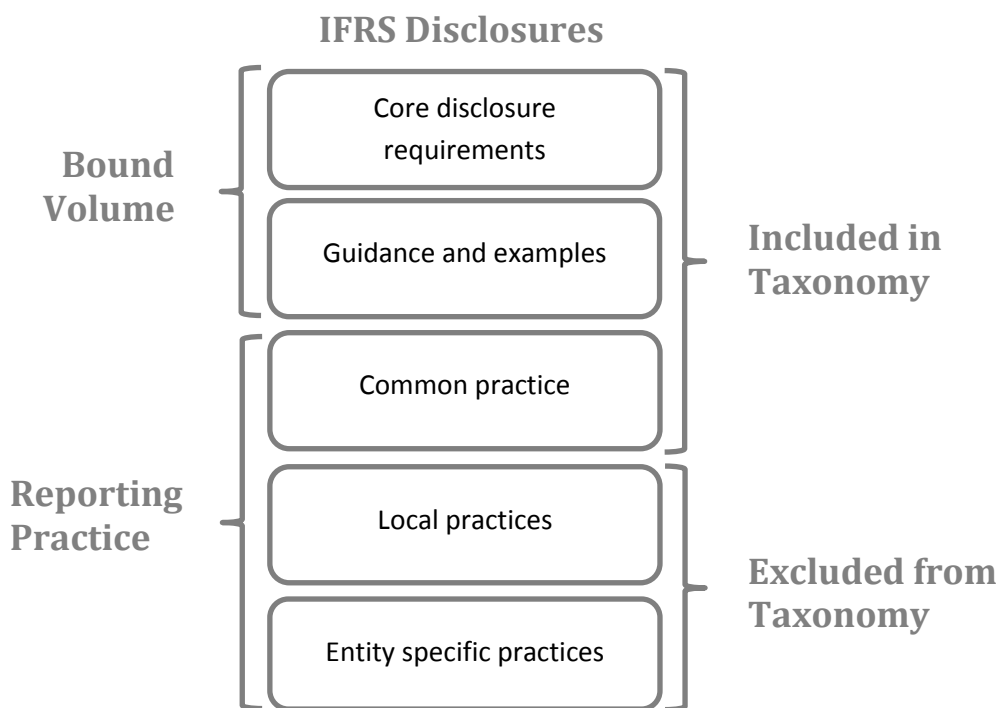 IFRS Disclosures
Core disclosure
requirements
Bound
Volume
Guidance and examples
Included in
Taxonomy
Common practice
Reporting
Practice
Local practices
Excluded from
Taxonomy
Entity specific practices